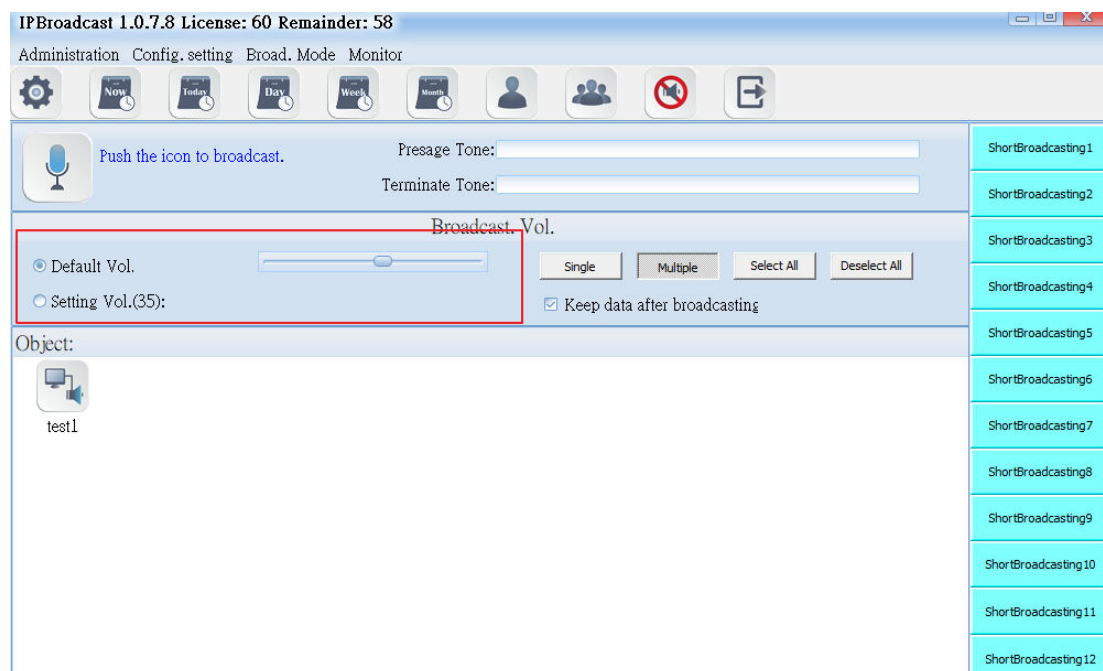 IPBroadcast 1.0.7.8 License: 60 Remainder: 58
Administration Config. setting Broad. Mode Monitor
Now Today Day Week Month
Push the icon to broadcast.
Presage Tone:
Terminate Tone:
Broadcast. Vol.
Default Vol.
Setting Vol.(35):
Single Multiple Select All Deselect All
Keep data after broadcasting
Object:
test1
ShortBroadcasting1
ShortBroadcasting2
ShortBroadcasting3
ShortBroadcasting4
ShortBroadcasting5
ShortBroadcasting6
ShortBroadcasting7
ShortBroadcasting8
ShortBroadcasting9
ShortBroadcasting10
ShortBroadcasting11
ShortBroadcasting12